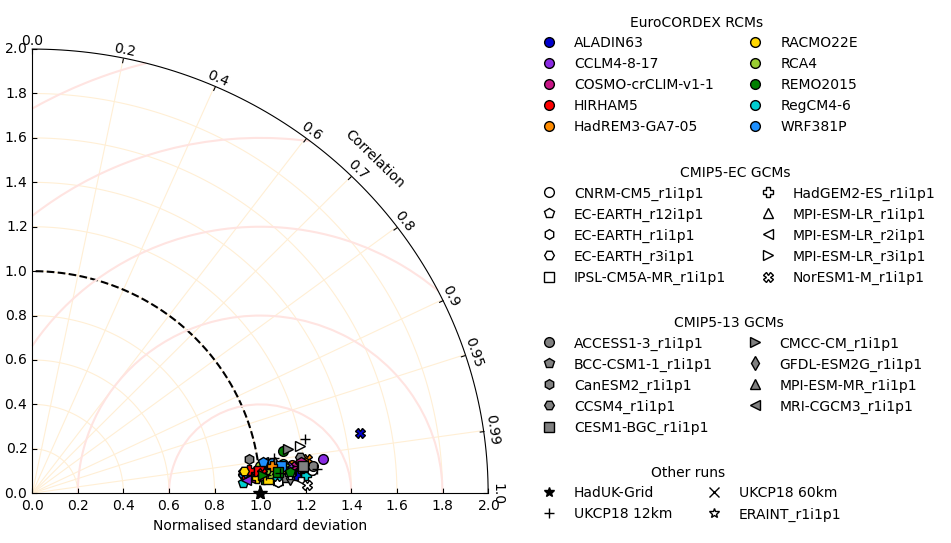 EuroCORDEX RCMs
ALADIN63
CCLM4-8-17
COSMO-crCLIM-v1-1
HIRHAM5
HadREM3-GA7-05
RACMO22E
RCA4
REMO2015
RegCM4-6
WRF381P
CMIP5-EC GCMs
CNRM-CM5_r1i1p1
EC-EARTH_r12i1p1
EC-EARTH_r1i1p1
EC-EARTH_r3i1p1
IPSL-CM5A-MR_r1i1p1
HadGEM2-ES_r1i1p1
MPI-ESM-LR_r1i1p1
MPI-ESM-LR_r2i1p1
MPI-ESM-LR_r3i1p1
NorESM1-M_r1i1p1
CMIP5-13 GCMs
ACCESS1-3_r1i1p1
BCC-CSM1-1_r1i1p1
CanESM2_r1i1p1
CCSM4_r1i1p1
CESM1-BGC_r1i1p1
CMCC-CM_r1i1p1
GFDL-ESM2G_r1i1p1
MPI-ESM-MR_r1i1p1
MRI-CGCM3_r1i1p1
Other runs
HadUK-Grid
UKCP18 12km
UKCP18 60km
ERAINT_r1i1p1
0.0
0.2
0.4
0.6
0.7
0.8
0.9
0.95
0.99
1.0
Correlation
2.0
1.8
1.6
1.4
1.2
1.0
0.8
0.6
0.4
0.2
0.0
0.0
0.2
0.4
0.6
0.8
1.0
1.2
1.4
1.6
1.8
2.0
Normalised standard deviation